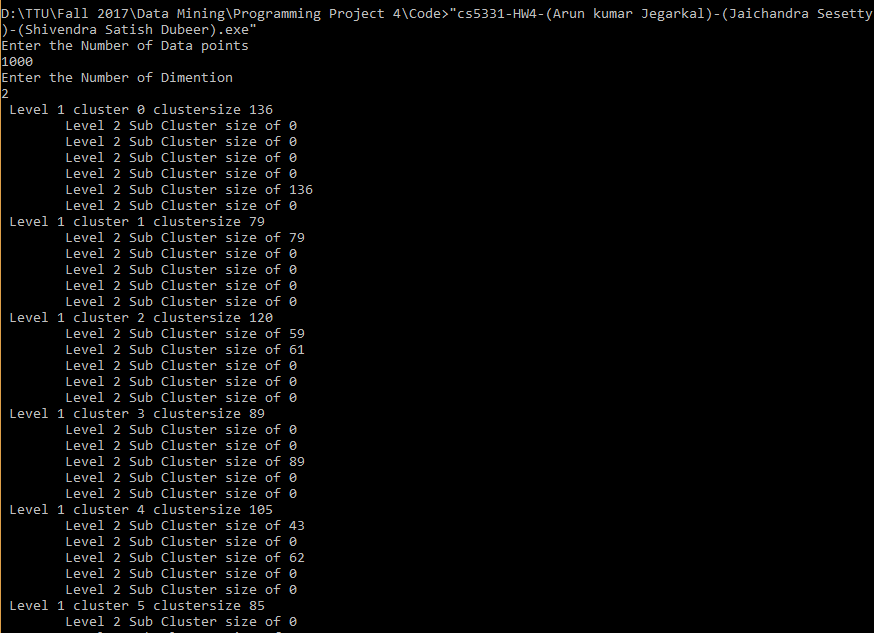 D:\TTU\Fall 2017\Data Mining\Programming Project 4\Code>"cs5331-HW4-(Arun kumar Jegarkal)-(Jaichandra Sesetty
)-(Shivendra Satish Dubeer).exe"
Enter the Number of Data points
1000
Enter the Number of Dimention
2
Level 1 cluster 0 clustersize 136
Level 2 Sub Cluster size of 0
Level 2 Sub Cluster size of 0
Level 2 Sub Cluster size of 0
Level 2 Sub Cluster size of 0
Level 2 Sub Cluster size of 136
Level 2 Sub Cluster size of 0
Level 1 cluster 1 clustersize 79
Level 2 Sub Cluster size of 79
Level 2 Sub Cluster size of 0
Level 2 Sub Cluster size of 0
Level 2 Sub Cluster size of 0
Level 2 Sub Cluster size of 0
Level 1 cluster 2 clustersize 120
Level 2 Sub Cluster size of 59
Level 2 Sub Cluster size of 61
Level 2 Sub Cluster size of 0
Level 2 Sub Cluster size of 0
Level 2 Sub Cluster size of 0
Level 1 cluster 3 clustersize 89
Level 2 Sub Cluster size of 0
Level 2 Sub Cluster size of 0
Level 2 Sub Cluster size of 89
Level 2 Sub Cluster size of 0
Level 2 Sub Cluster size of 0
Level 1 cluster 4 clustersize 105
Level 2 Sub Cluster size of 43
Level 2 Sub Cluster size of 0
Level 2 Sub Cluster size of 62
Level 2 Sub Cluster size of 0
Level 2 Sub Cluster size of 0
Level 1 cluster 5 clustersize 85
Level 2 Sub Cluster size of 0